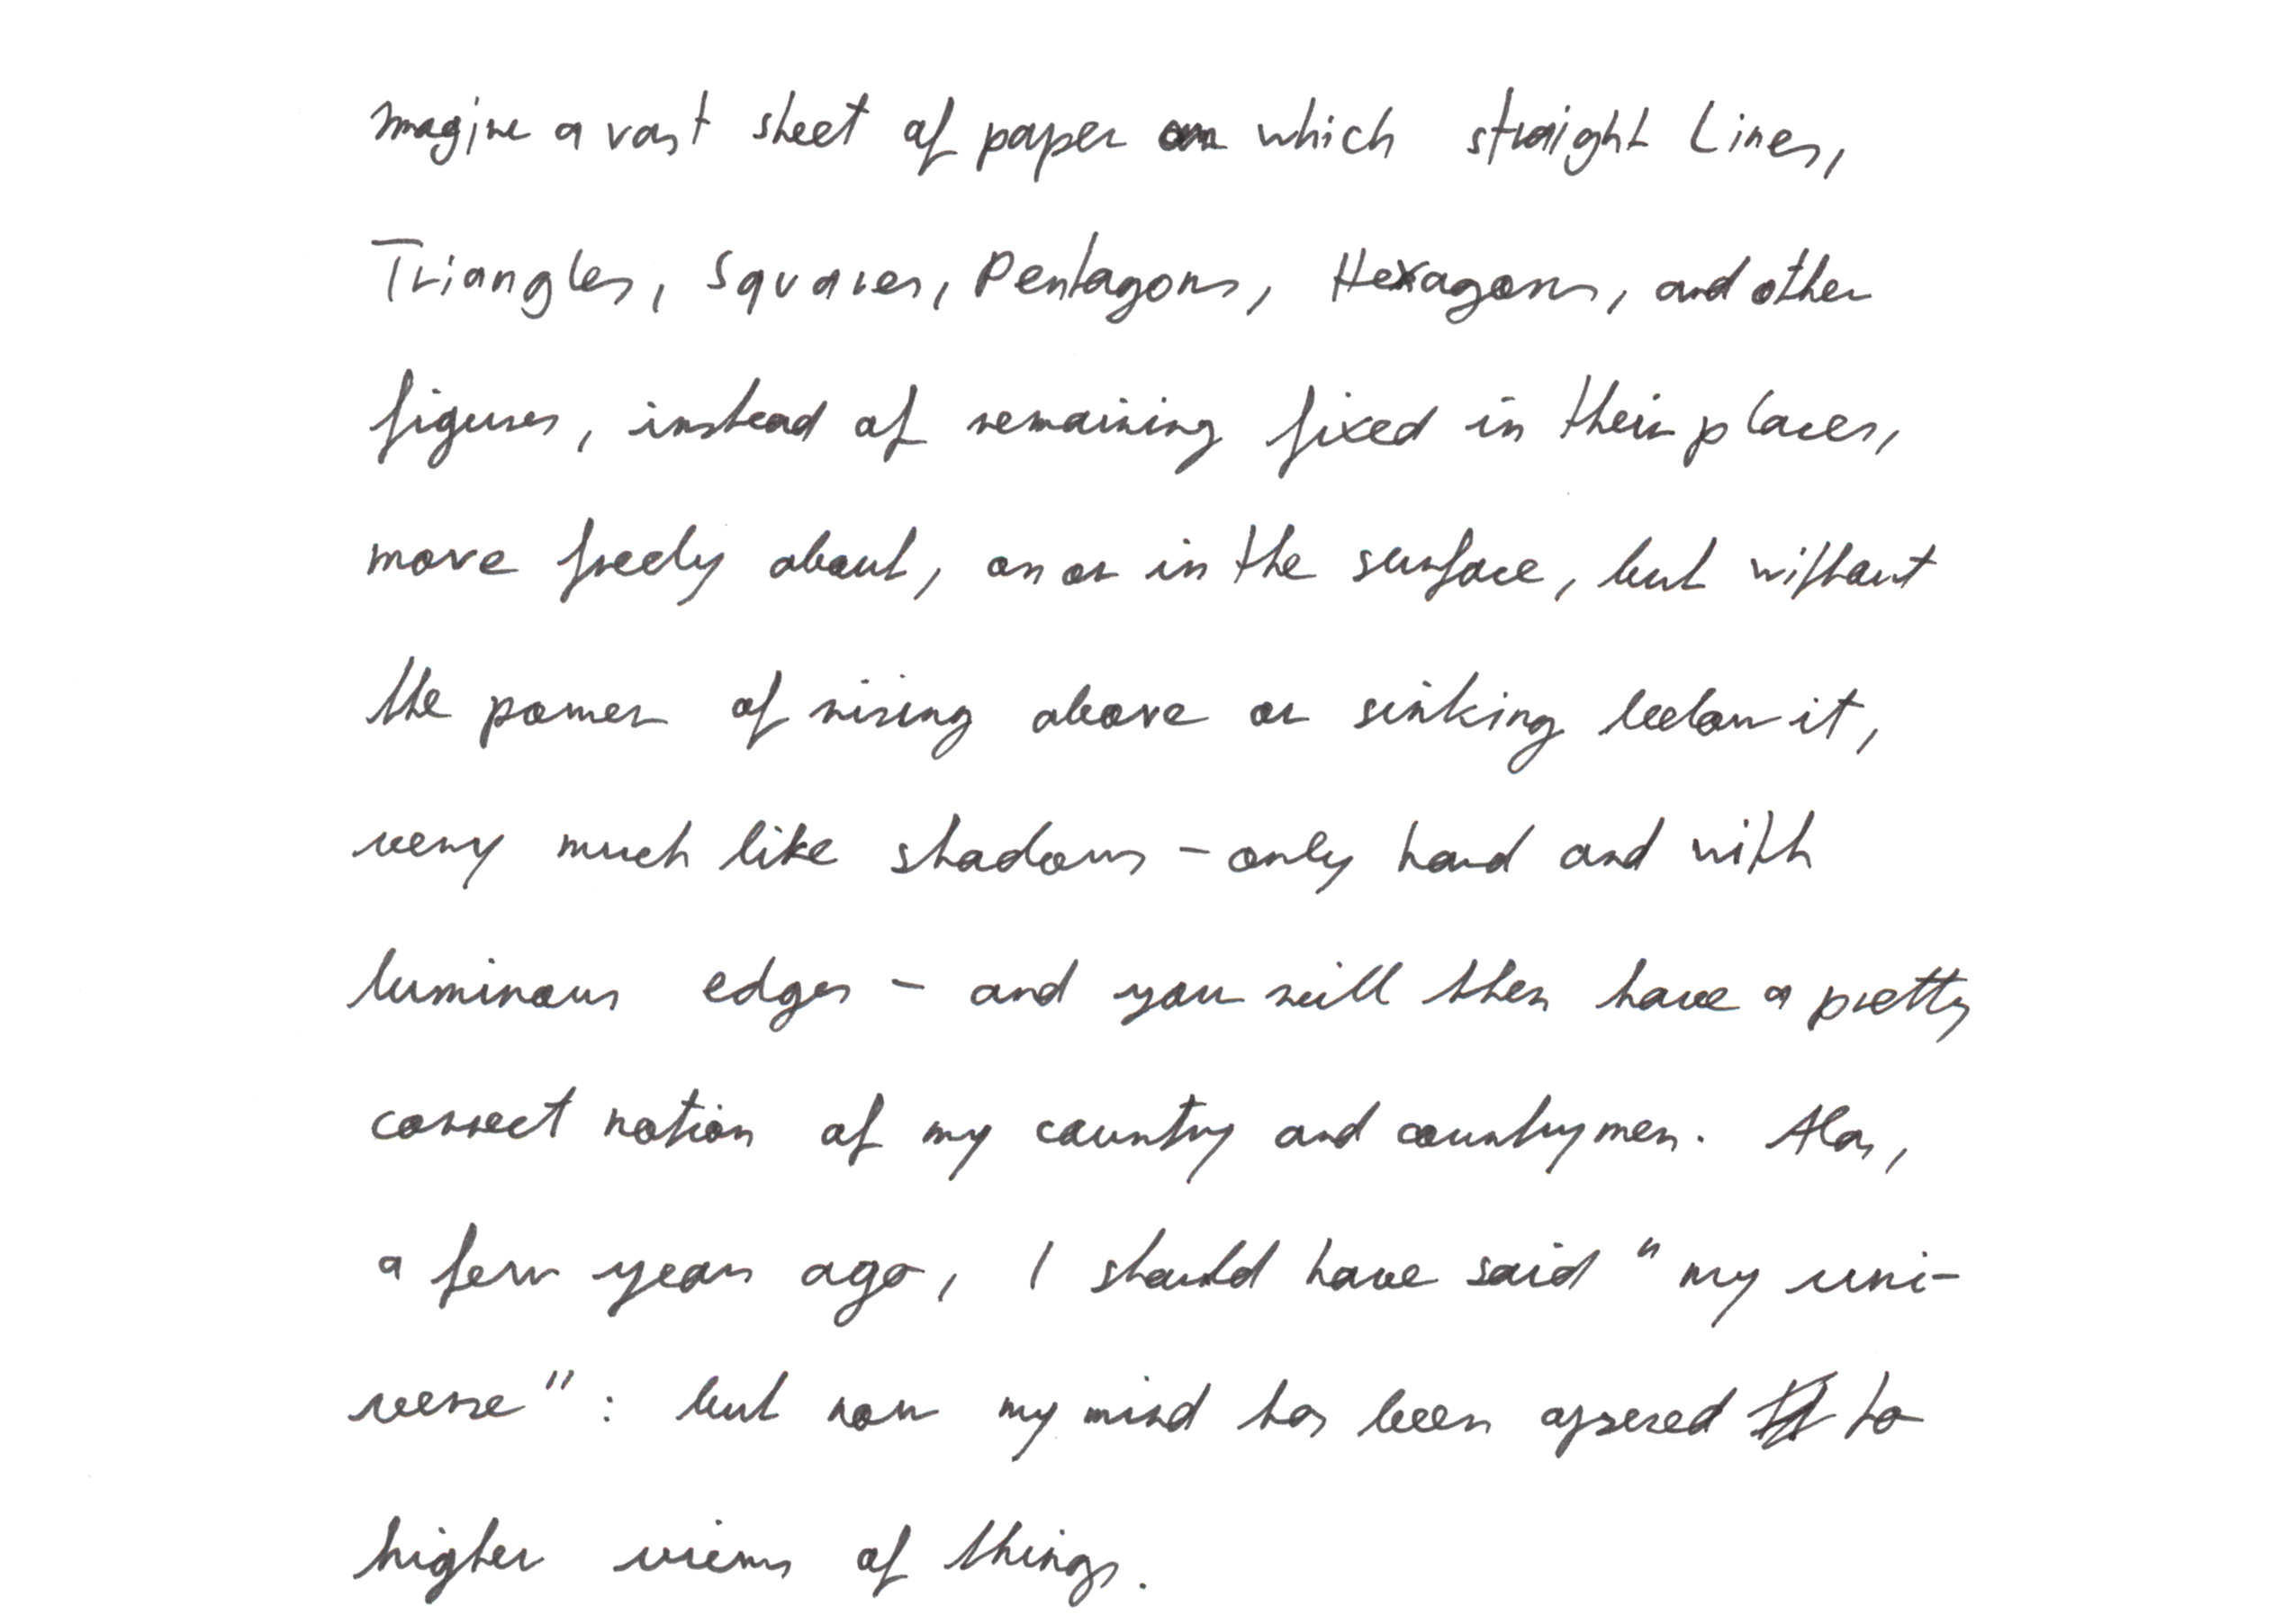 Imagine a vast sheet of paper on which straight Lines,
Triangles, Squares, Pentagons, Hexagons, and other
figures, instead of remaining fixed in their places,
move freely about, on or in the surface, but without
the power of rising above or sinking below it,
very much like shadows - only hard and with
luminous edges - and you will then have a pretty
correct notion of my country and countrymen. Alas,
a few years ago, I should have said "my uni-
verse": but now my mind has been opened to
higher views of things.